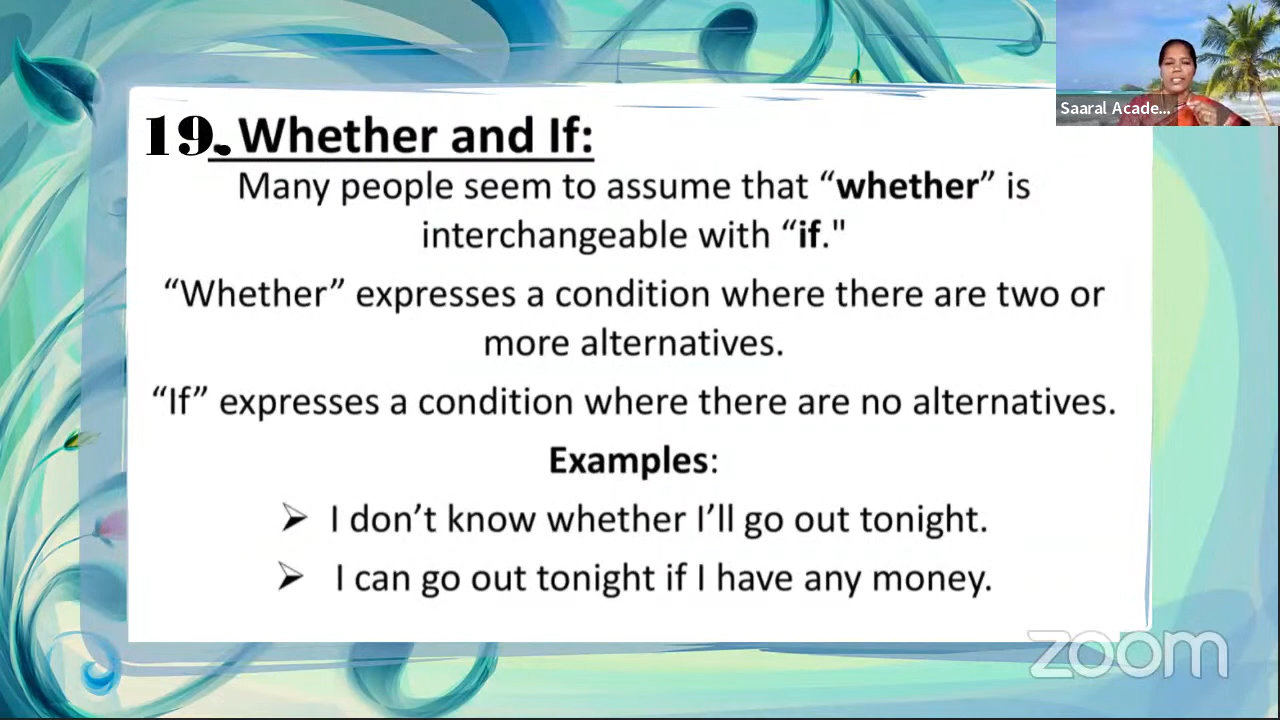 Saaral Acade...
19. Whether and If:
Many people seem to assume that “whether” is
interchangeable with “if."
“Whether” expresses a condition where there are two or
more alternatives.
“If” expresses a condition where there are no alternatives.
Examples:
➢ I don’t know whether I’ll go out tonight.
➢ I can go out tonight if I have any money.
zoom